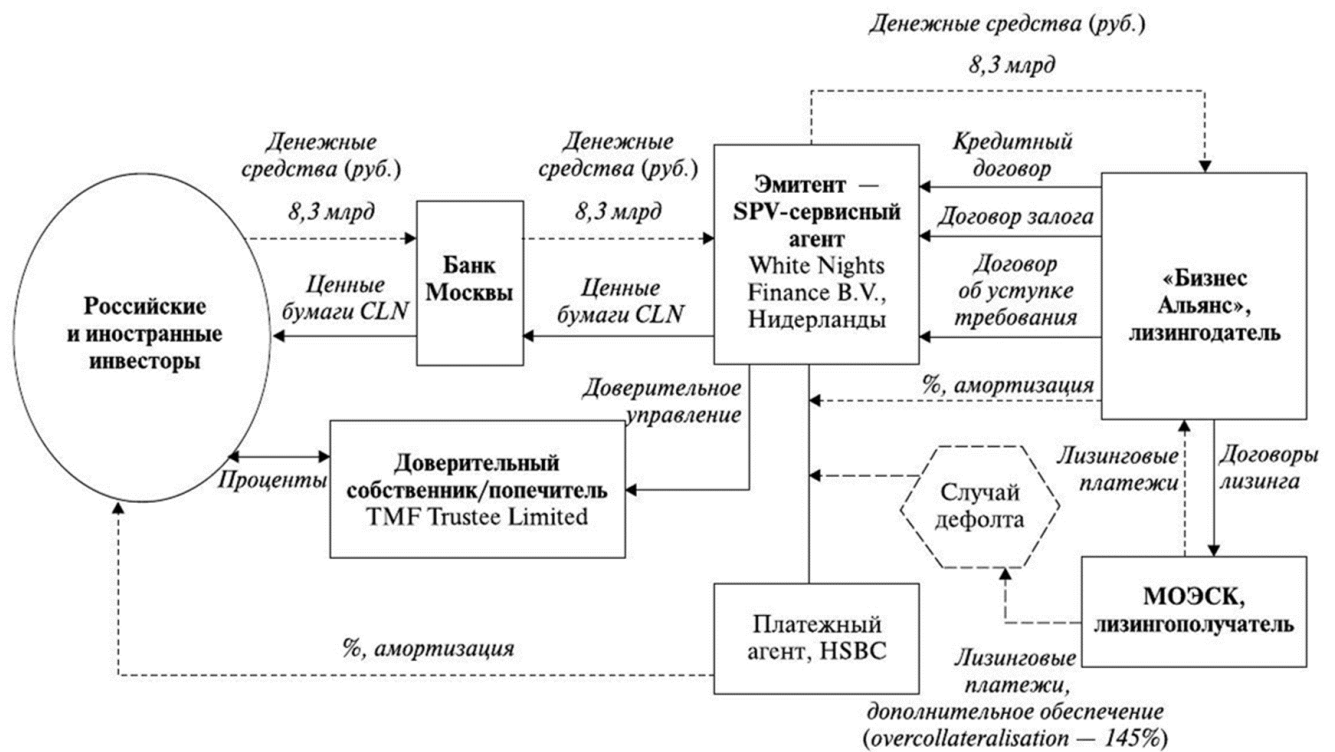 Денежные средства (руб.)
8,3 млрд
Денежные
средства (руб.)
8,3 млрд
Денежные
средства (руб.)
8,3 млрд
Российские
и иностранные
инвесторы
Банк
Москвы
Ценные
бумаги CLN
Ценные
бумаги CLN
Эмитент —
SPV-сервисный
агент
White Nights
Finance B.V.,
Нидерланды
Кредитный
договор
Договор залога
Договор
об уступке
требования
%, амортизация
«Бизнес
Альянс»,
лизингодатель
Доверительное
управление
Проценты
Доверительный
собственник/попечитель
TMF Trustee Limited
Случай
дефолта
Лизинговые
платежи
Договоры
лизинга
МОЭСК,
лизингополучатель
Платежный
агент, HSBC
%, амортизация
Лизинговые
платежи,
дополнительное обеспечение
(overcollateralisation — 145%)